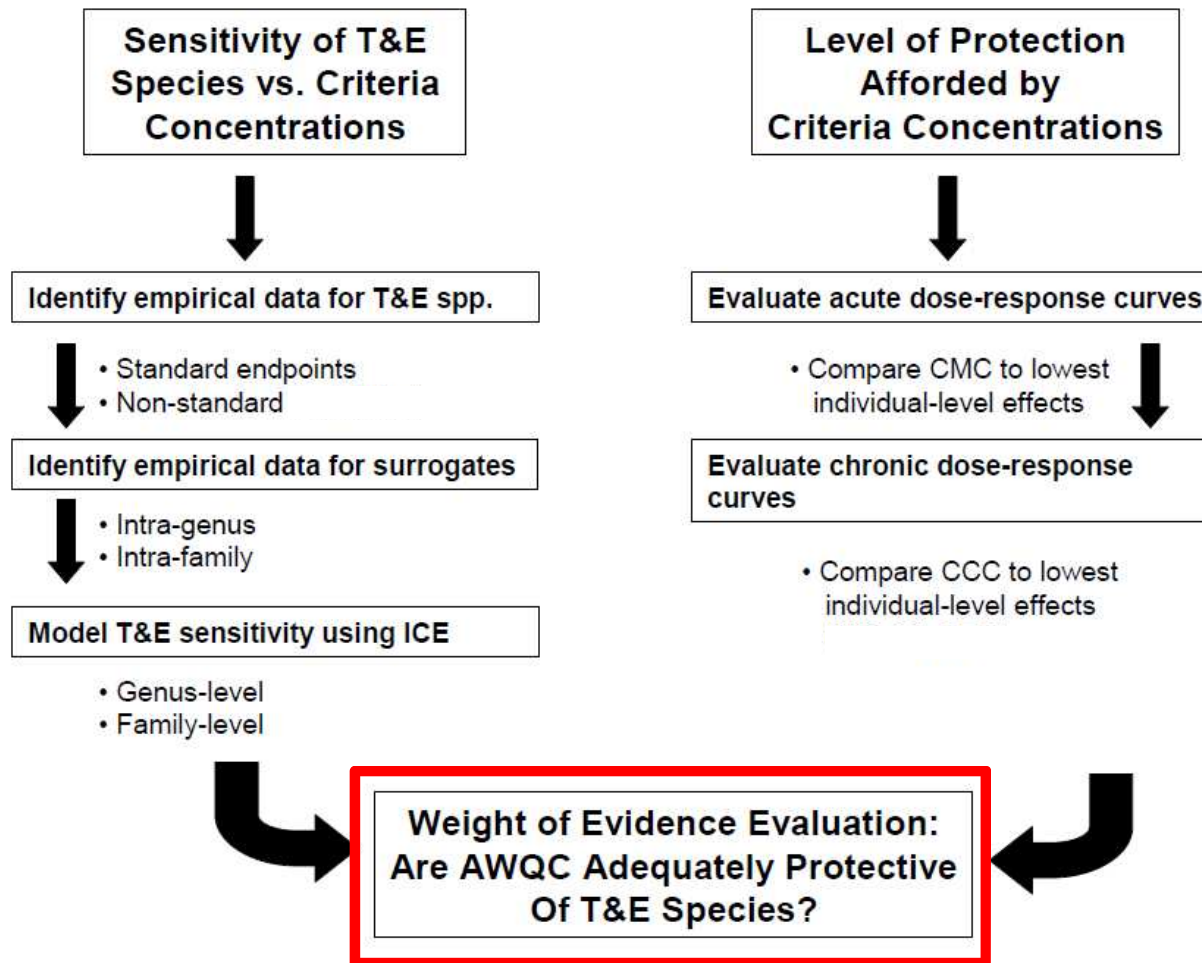 Sensitivity of T&E
Species vs. Criteria
Concentrations
Identify empirical data for T&E spp.
• Standard endpoints
• Non-standard
Identify empirical data for surrogates
• Intra-genus
• Intra-family
Model T&E sensitivity using ICE
• Genus-level
• Family-level
Level of Protection
Afforded by
Criteria Concentrations
Evaluate acute dose-response curves
• Compare CMC to lowest
individual-level effects
Evaluate chronic dose-response
curves
• Compare CCC to lowest
individual-level effects
Weight of Evidence Evaluation:
Are AWQC Adequately Protective
Of T&E Species?